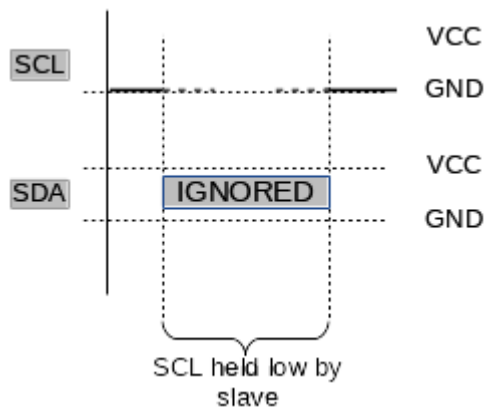 VCC
SCL
GND
VCC
SDA
IGNORED
GND
SCL held low by
slave